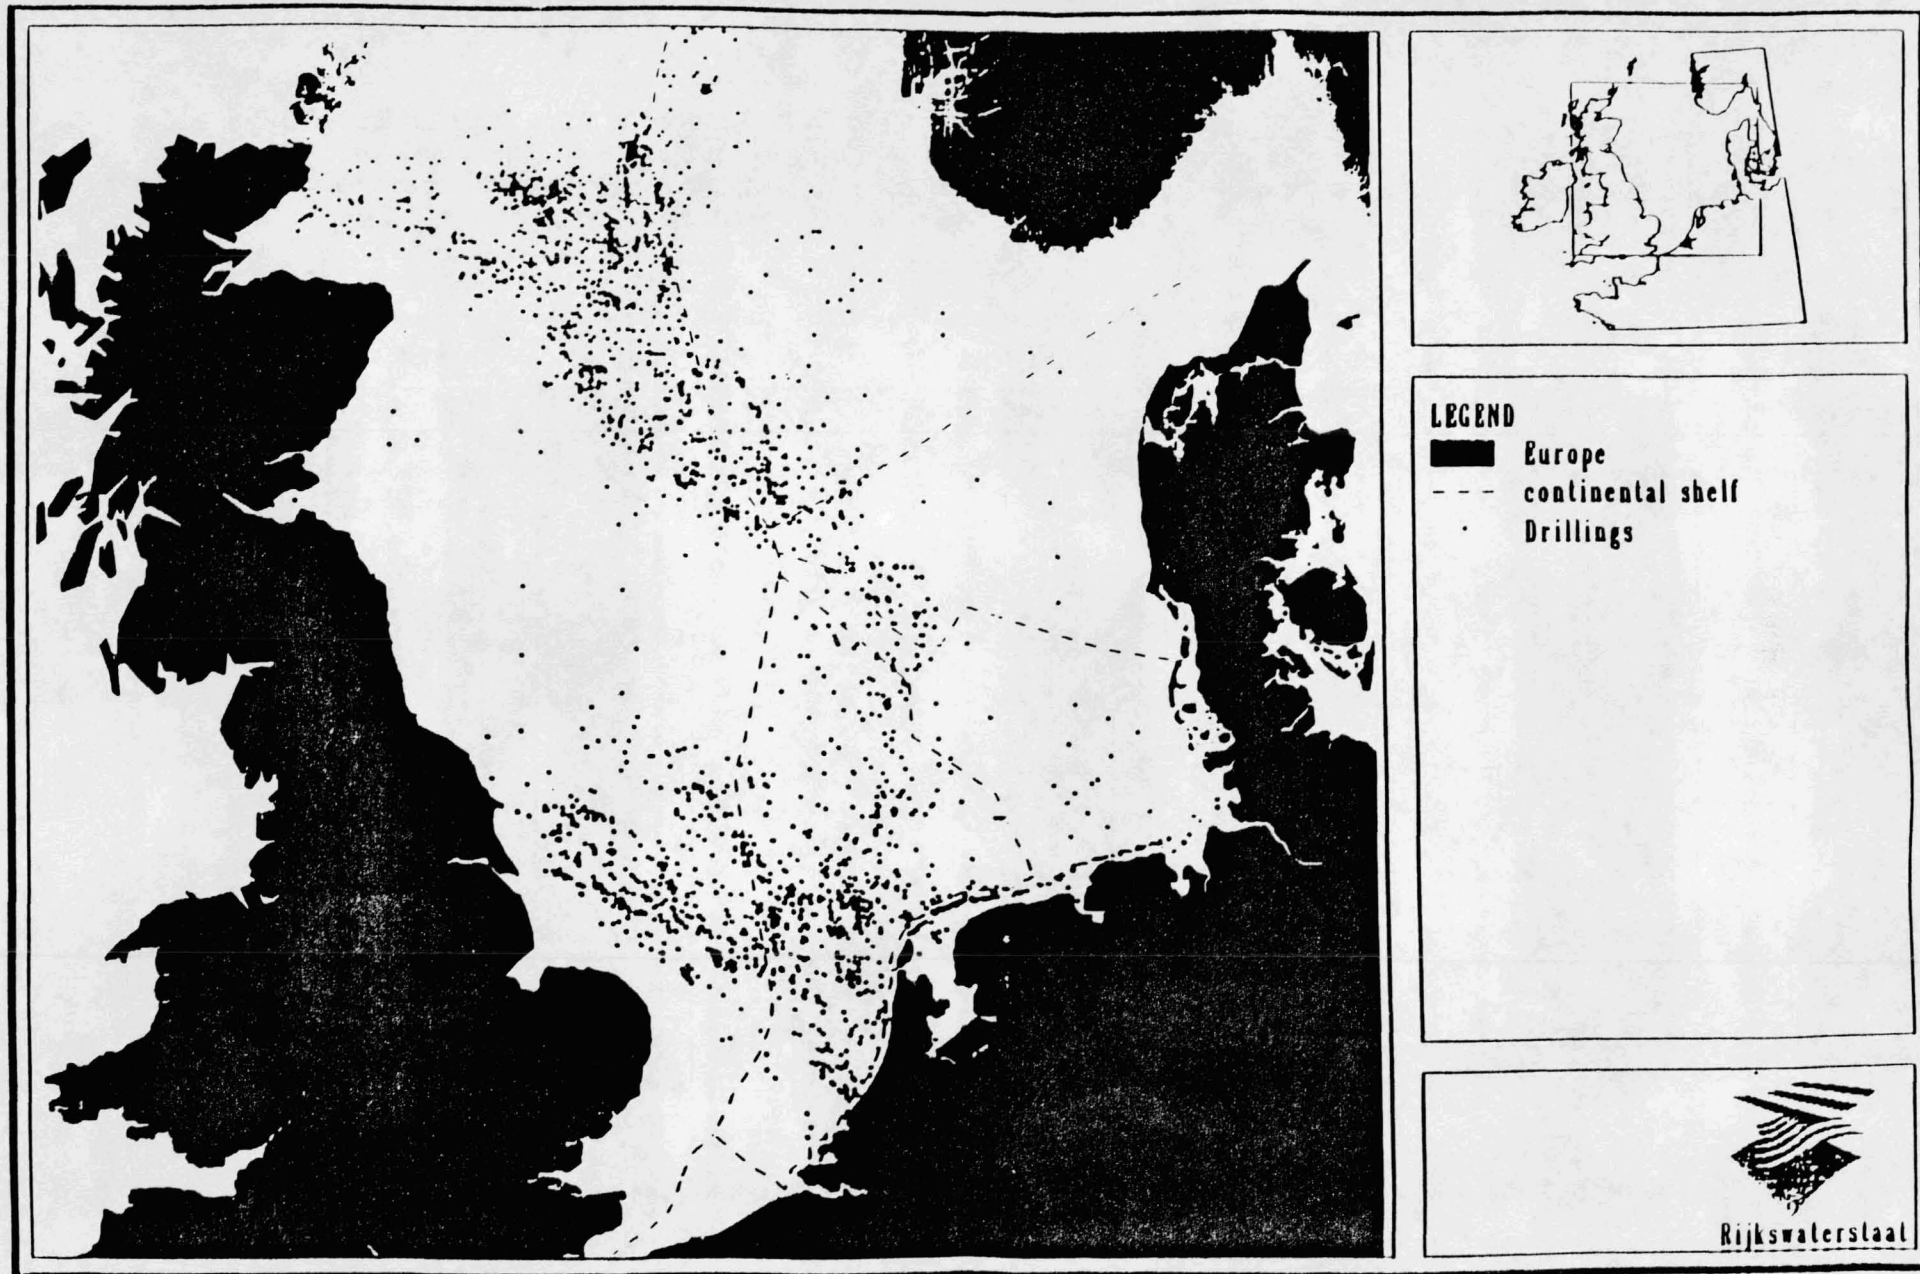 LEGEND
Europe
continental shelf
Drillings
Rijkswaterstaat